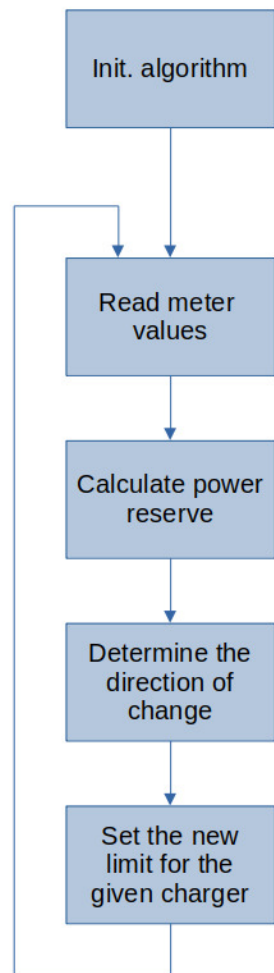 Init. algorithm
Read meter
values
Calculate power
reserve
Determine the
direction of
change
Set the new
limit for the
given charger